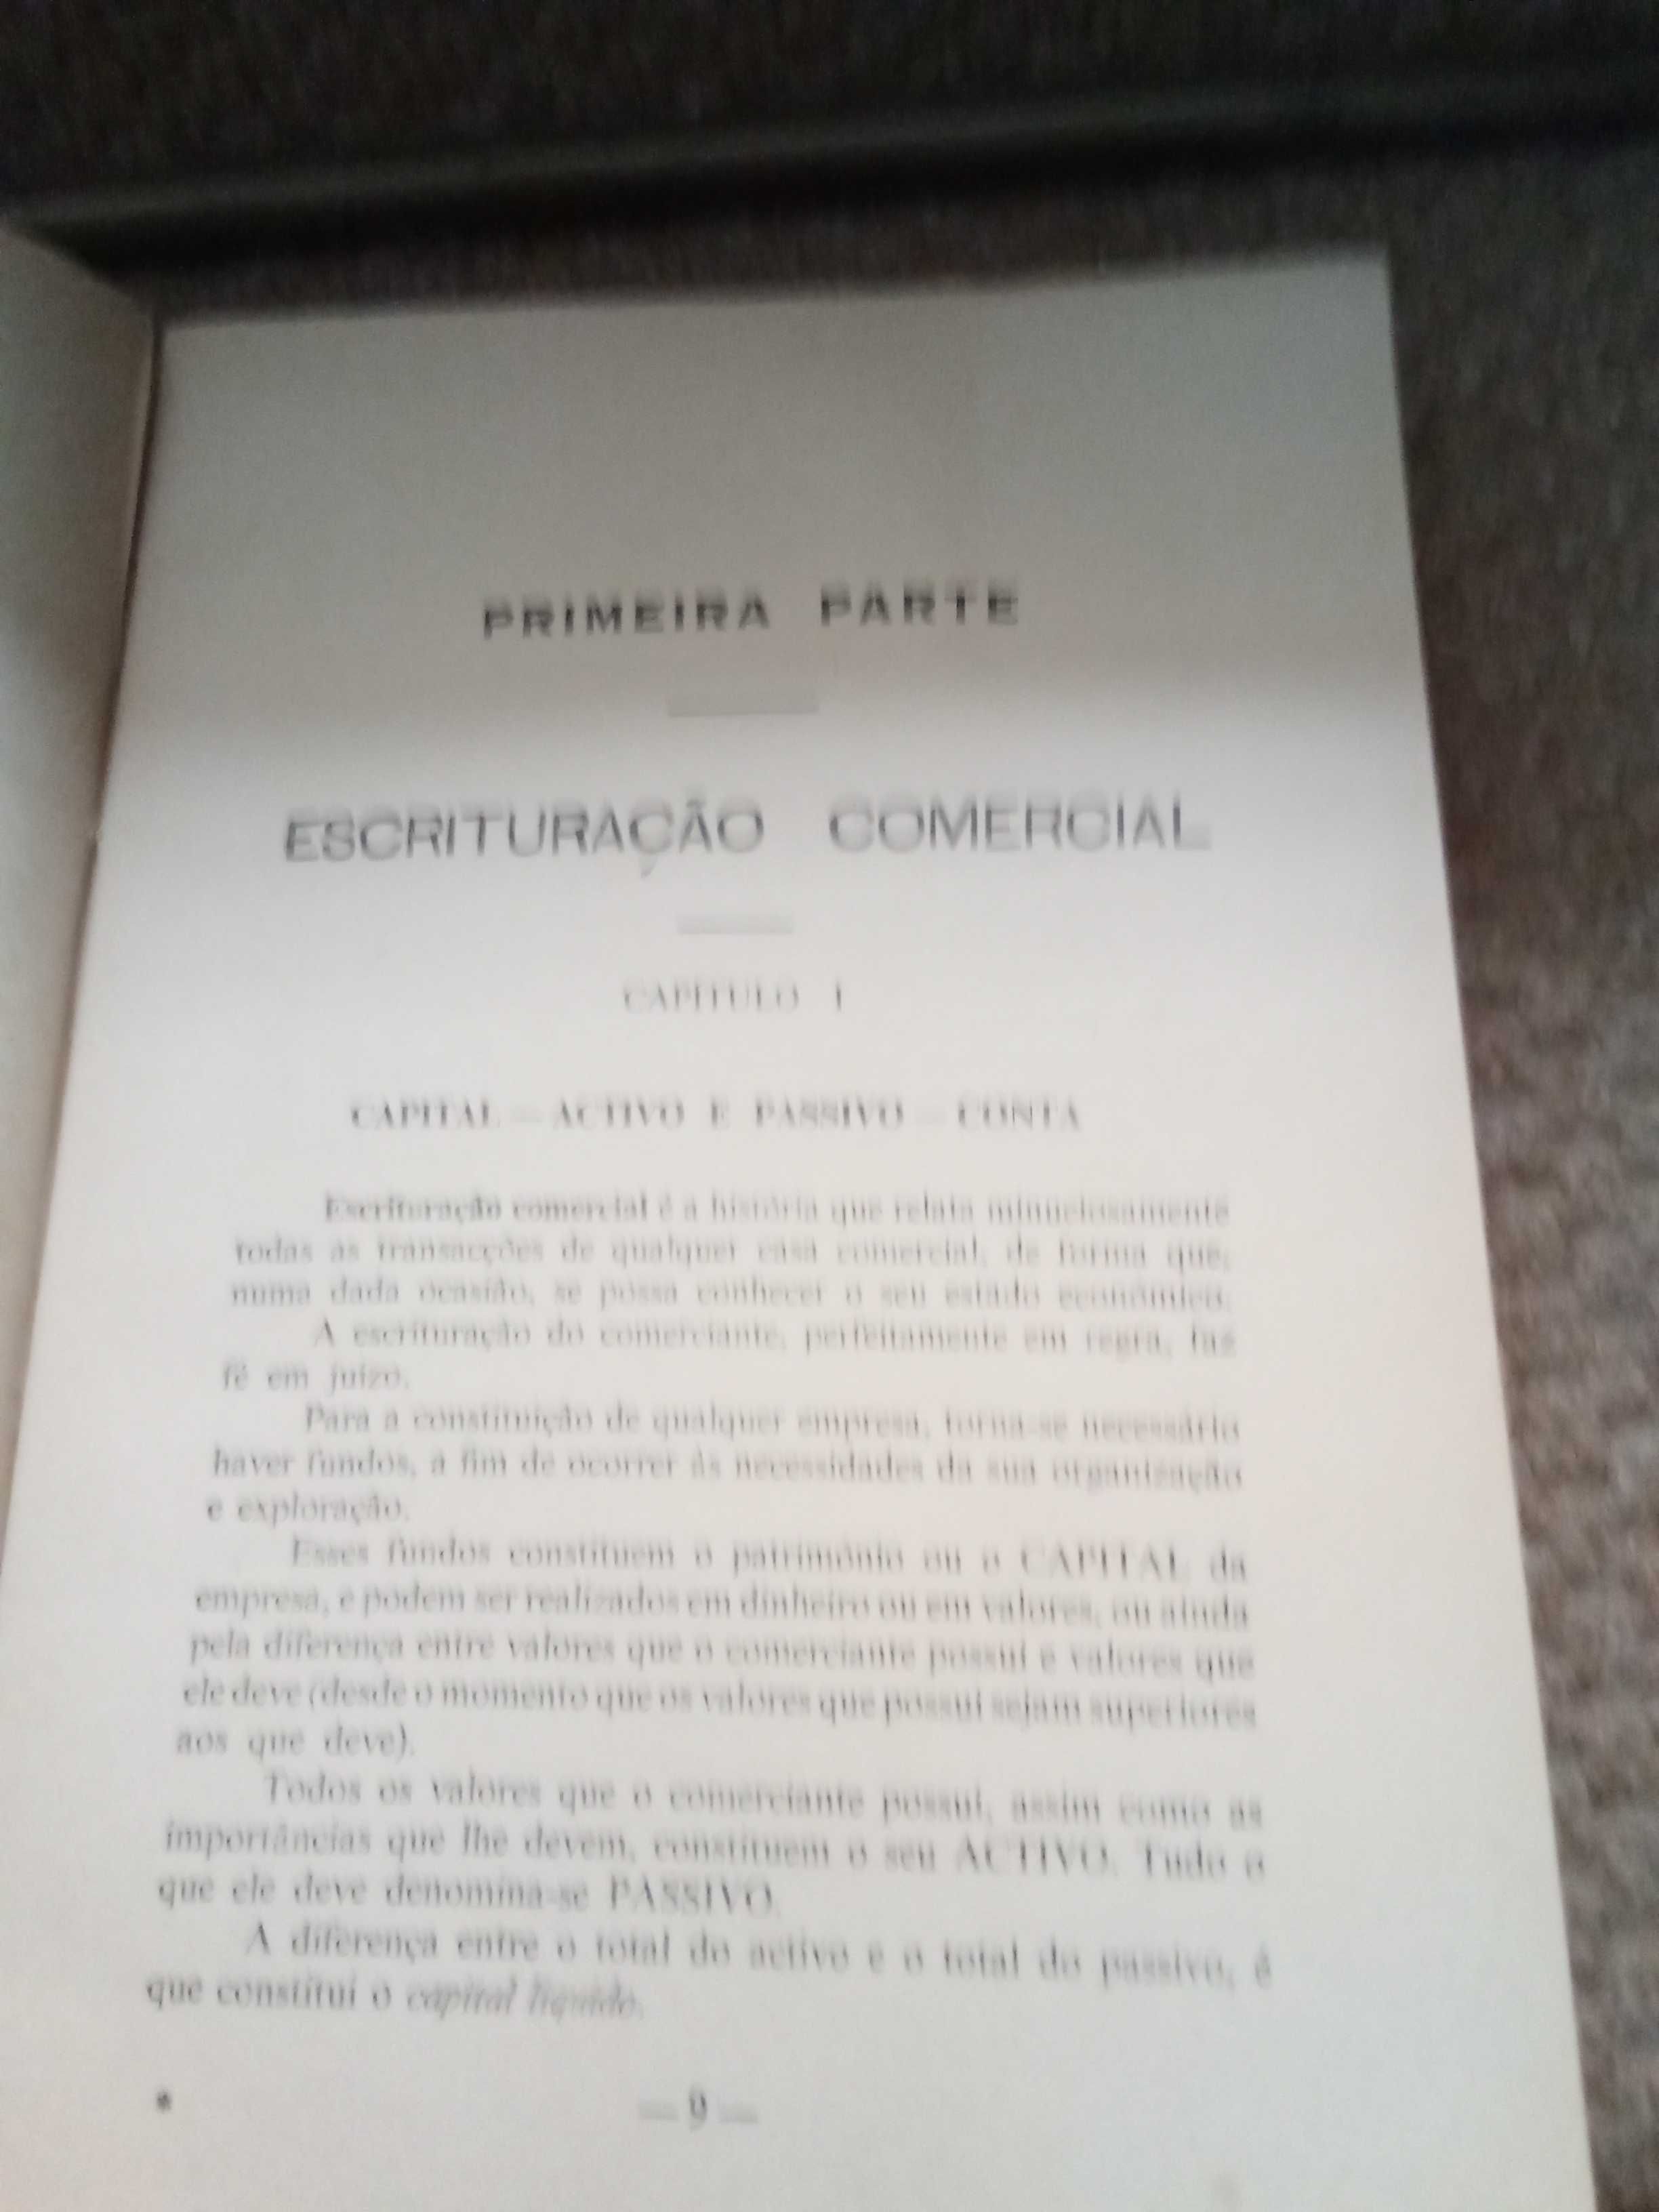 PRIMEIRA PARTE
ESCRITURAÇÃO COMERCIAL
CAPÍTULO I
CAPITAL — ACTIVO E PASSIVO — CONTA
Escrituração comercial é a história que relata minuciosamente
todas as transacções de qualquer casa comercial, de forma que,
numa dada ocasião, se possa conhecer o seu estado económico.
A escrituração do comerciante, perfeitamente em regra, faz
fé em juízo.
Para a constituição de qualquer empresa, torna-se necessário
haver fundos, a fim de ocorrer às necessidades da sua organização
e exploração.
Esses fundos constituem o património ou o CAPITAL da
empresa, e podem ser realizados em dinheiro ou em valores, ou ainda
pela diferença entre valores que o comerciante possui e valores que
ele deve (desde o momento que os valores que possui sejam superiores
aos que deve).
Todos os valores que o comerciante possui, assim como as
importâncias que lhe devem, constituem o seu ACTIVO. Tudo o
que ele deve denomina-se PASSIVO.
A diferença entre o total do activo e o total do passivo, é
que constitui o capital líquido.
* — 9 —